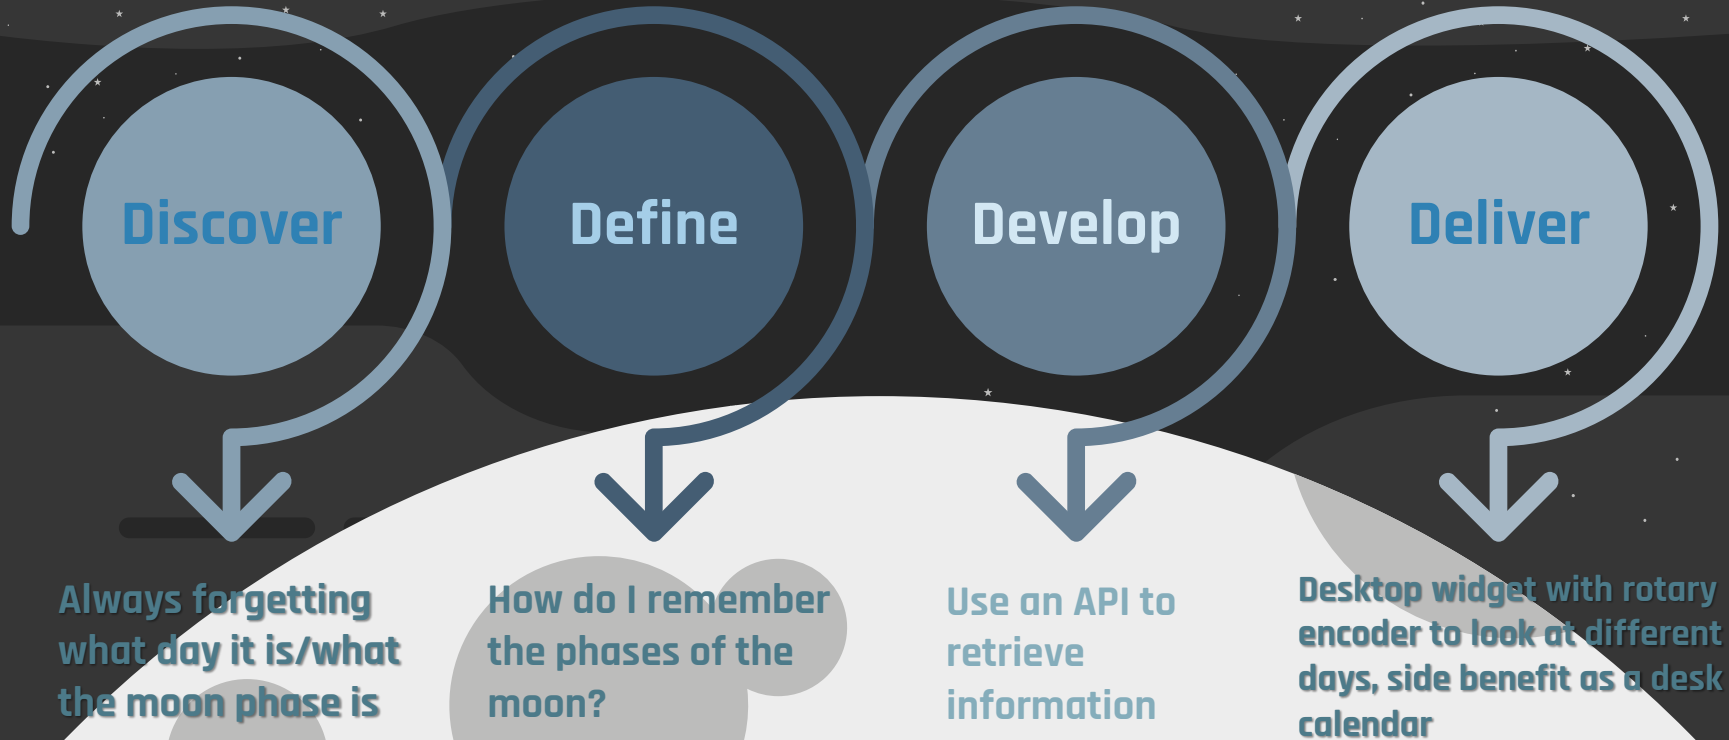 Discover
Define
Develop
Deliver
Always forgetting
what day it is/what
the moon phase is
How do I remember
the phases of the
moon?
Use an API to
retrieve
information
Desktop widget with rotary
encoder to look at different
days, side benefit as a desk
calendar